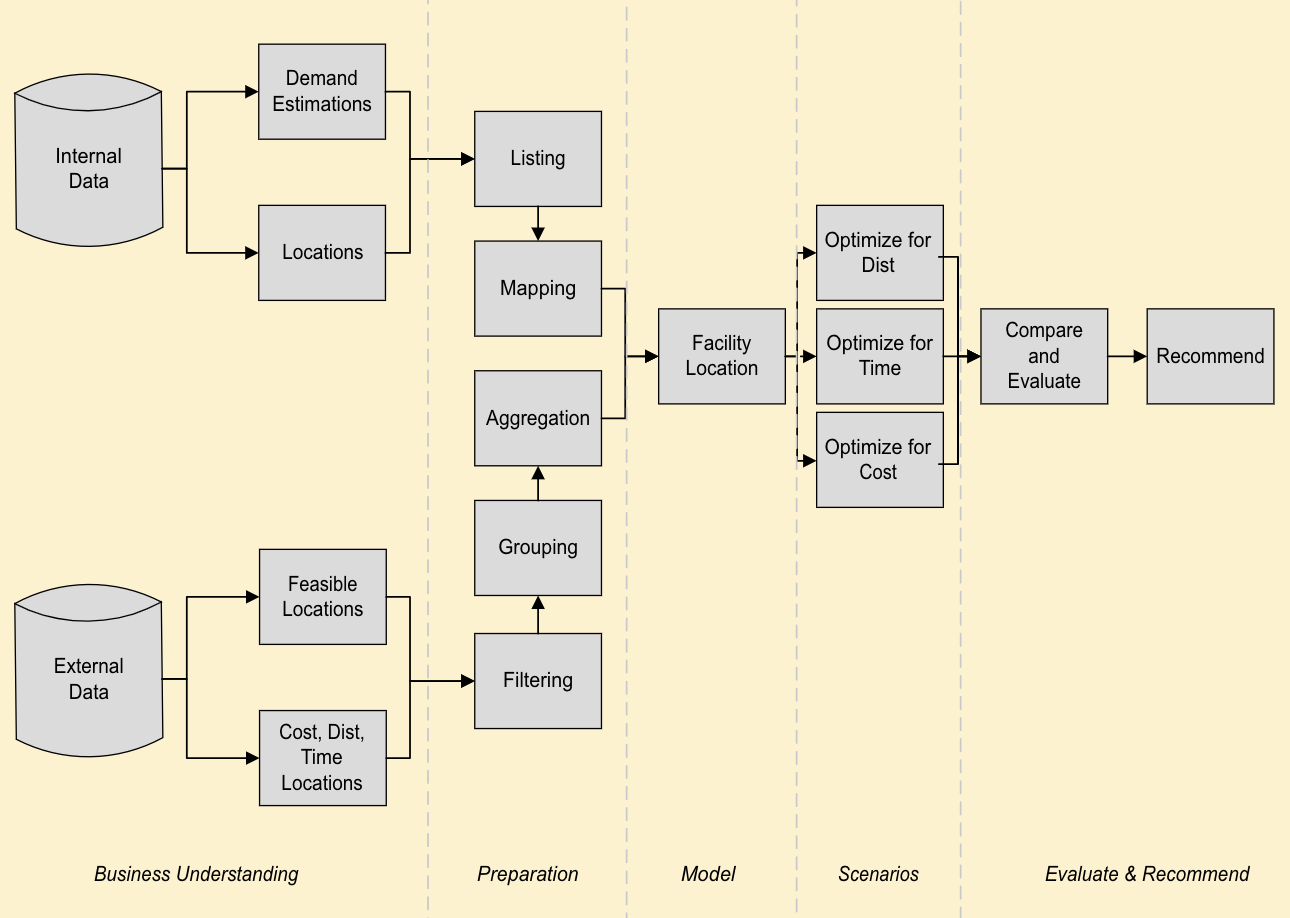 Internal
Data
Demand
Estimations
Locations
External
Data
Feasible
Locations
Cost, Dist,
Time
Locations
Listing
Mapping
Aggregation
Grouping
Filtering
Facility
Location
Optimize for
Dist
Optimize for
Time
Optimize for
Cost
Compare
and
Evaluate
Recommend
Business Understanding
Preparation
Model
Scenarios
Evaluate & Recommend